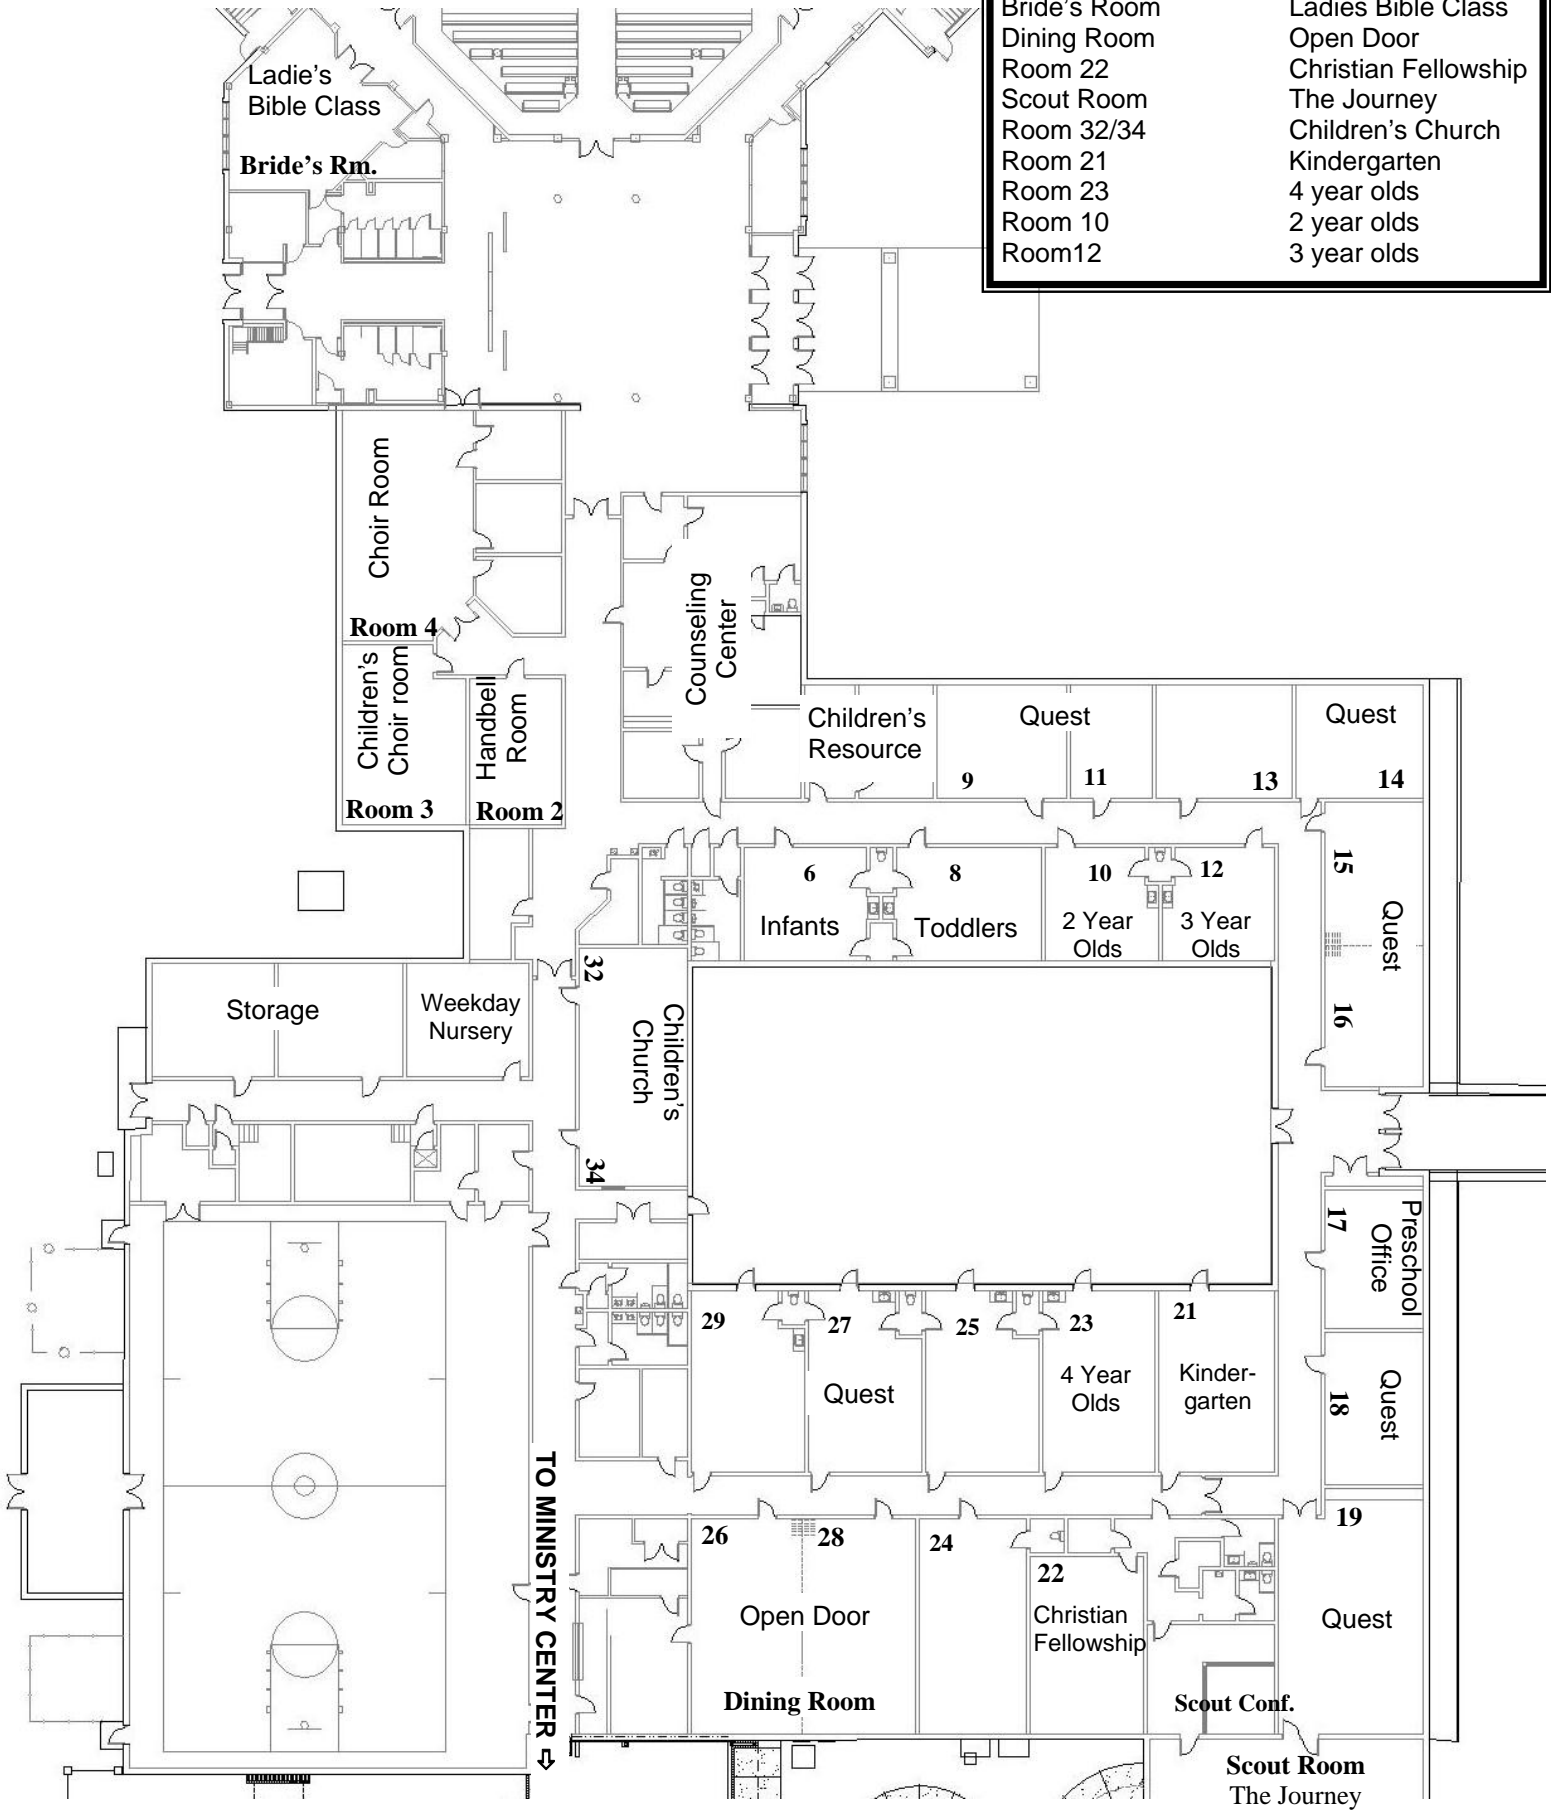 Bride's Room Ladies Bible Class
Dining Room Open Door
Room 22 Christian Fellowship
Scout Room The Journey
Room 32/34 Children's Church
Room 21 Kindergarten
Room 23 4 year olds
Room 10 2 year olds
Room12 3 year olds
Ladie's
Bible Class
Bride's Rm.
Choir Room
Room 4
Counseling
Center
Children's
Choir room
Room 3
Handbell
Room
Room 2
Children's
Resource
Quest
9
11
13
Quest
14
6
Infants
8
Toddlers
10
2 Year
Olds
12
3 Year
Olds
15
Quest
16
Storage
Weekday
Nursery
32
Children's
Church
34
17
Preschool
Office
29
27
Quest
25
23
4 Year
Olds
21
Kinder-
garten
18
Quest
TO MINISTRY CENTER ⇨
26
28
Open Door
Dining Room
24
22
Christian
Fellowship
19
Quest
Scout Conf.
Scout Room
The Journey